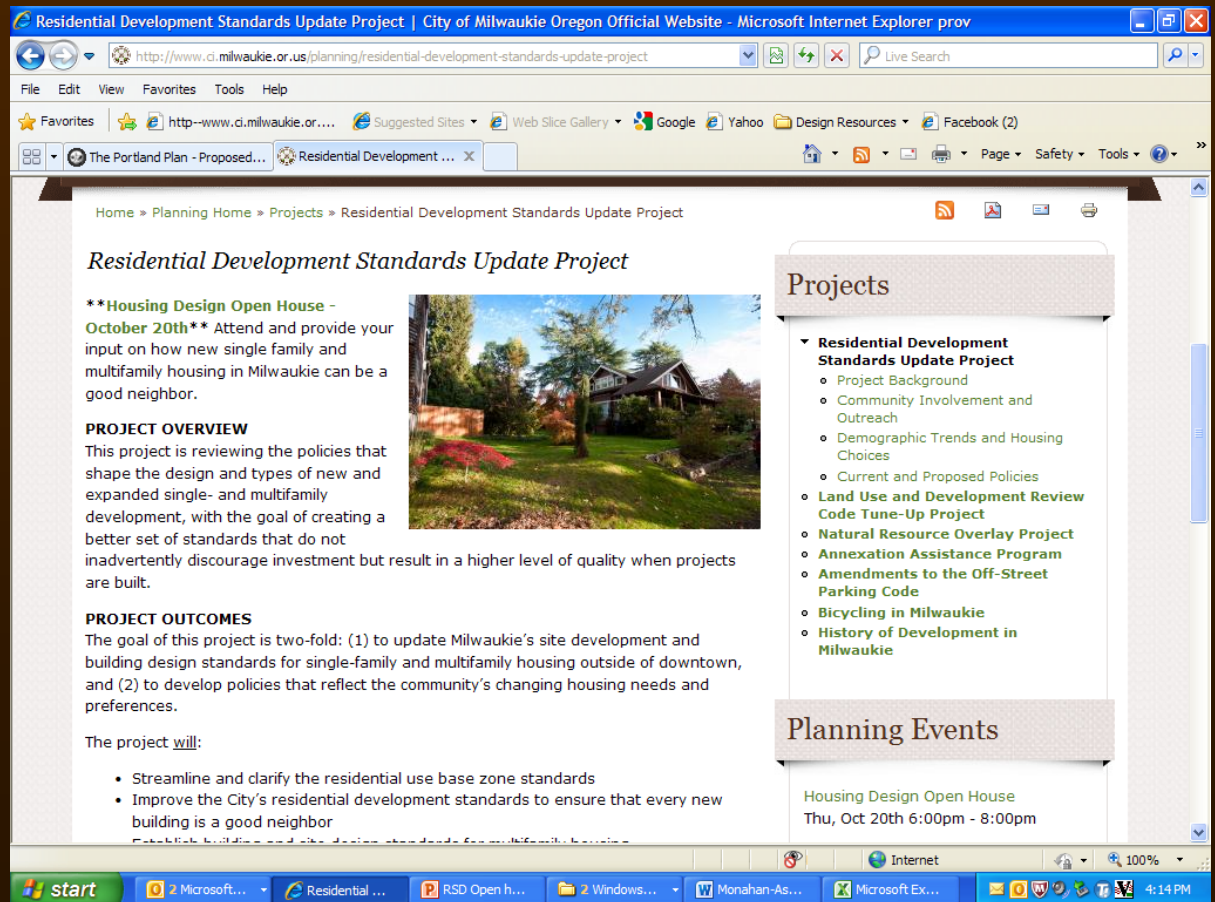 Residential Development Standards Update Project | City of Milwaukie Oregon Official Website - Microsoft Internet Explorer prov
http://www.ci.milwaukie.or.us/planning/residential-development-standards-update-project
Live Search
File Edit View Favorites Tools Help
Favorites http--www.ci.milwaukie.or.... Suggested Sites Web Slice Gallery Google Yahoo Design Resources Facebook (2)
The Portland Plan - Proposed... Residential Development ... X Page Safety Tools »
Home » Planning Home » Projects » Residential Development Standards Update Project
Residential Development Standards Update Project
**Housing Design Open House -
October 20th** Attend and provide your
input on how new single family and
multifamily housing in Milwaukie can be a
good neighbor.
PROJECT OVERVIEW
This project is reviewing the policies that
shape the design and types of new and
expanded single- and multifamily
development, with the goal of creating a
better set of standards that do not
inadvertently discourage investment but result in a higher level of quality when projects
are built.
PROJECT OUTCOMES
The goal of this project is two-fold: (1) to update Milwaukie's site development and
building design standards for single-family and multifamily housing outside of downtown,
and (2) to develop policies that reflect the community's changing housing needs and
preferences.
The project will:
• Streamline and clarify the residential use base zone standards
• Improve the City's residential development standards to ensure that every new
building is a good neighbor
Establish building and site design standards for multifamily housing
Projects
Residential Development
Standards Update Project
Project Background
Community Involvement and
Outreach
Demographic Trends and Housing
Choices
Current and Proposed Policies
Land Use and Development Review
Code Tune-Up Project
Natural Resource Overlay Project
Annexation Assistance Program
Amendments to the Off-Street
Parking Code
Bicycling in Milwaukie
History of Development in
Milwaukie
Planning Events
Housing Design Open House
Thu, Oct 20th 6:00pm - 8:00pm
Internet 100%
start 2 Microsoft... Residential ... RSD Open h... 2 Windows... Monahan-As... Microsoft Ex... 4:14 PM